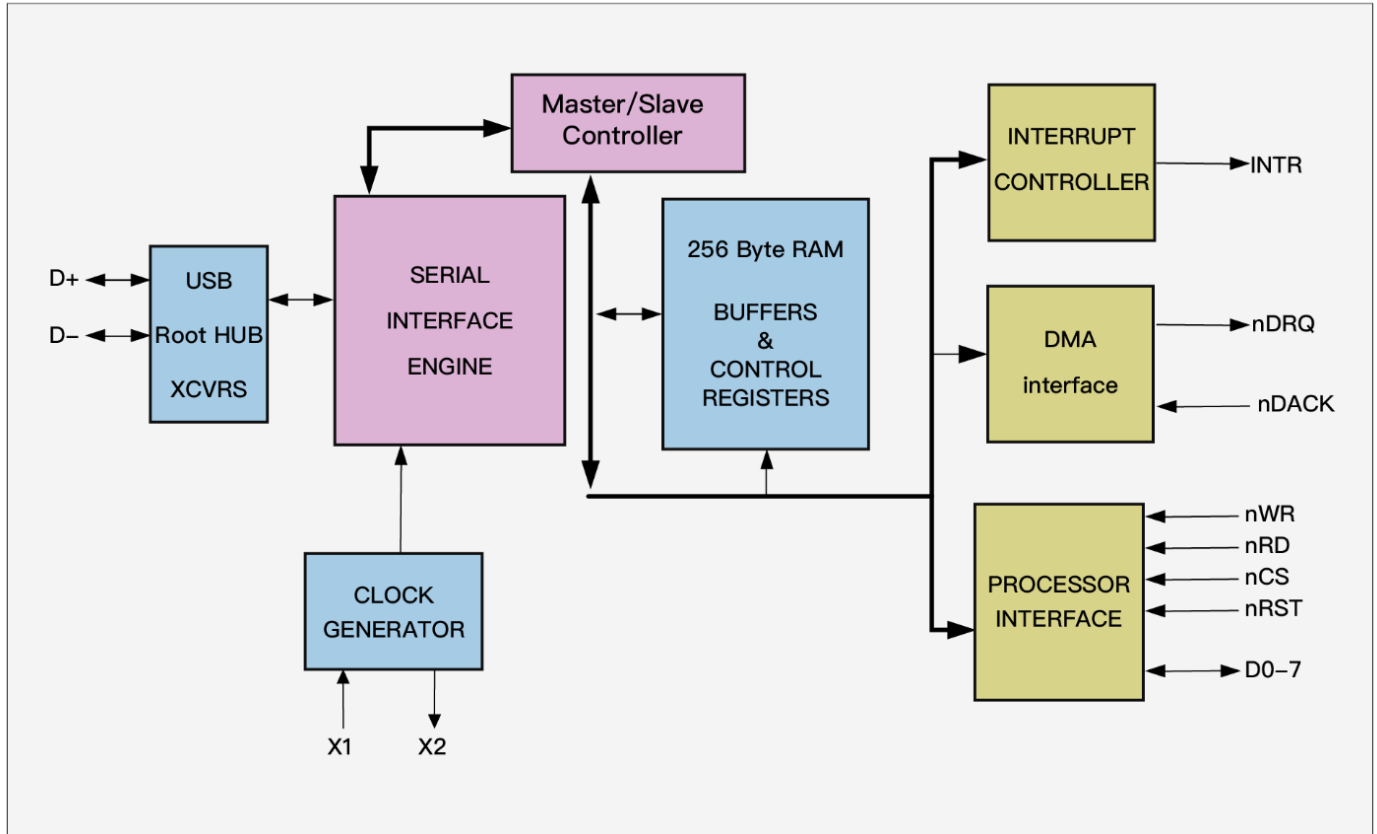 Master/Slave
Controller
INTERRUPT
CONTROLLER
INTR
D+
D-
USB
Root HUB
XCVRS
SERIAL
INTERFACE
ENGINE
256 Byte RAM
BUFFERS
&
CONTROL
REGISTERS
DMA
interface
nDRQ
nDACK
CLOCK
GENERATOR
X1
X2
PROCESSOR
INTERFACE
nWR
nRD
nCS
nRST
D0-7